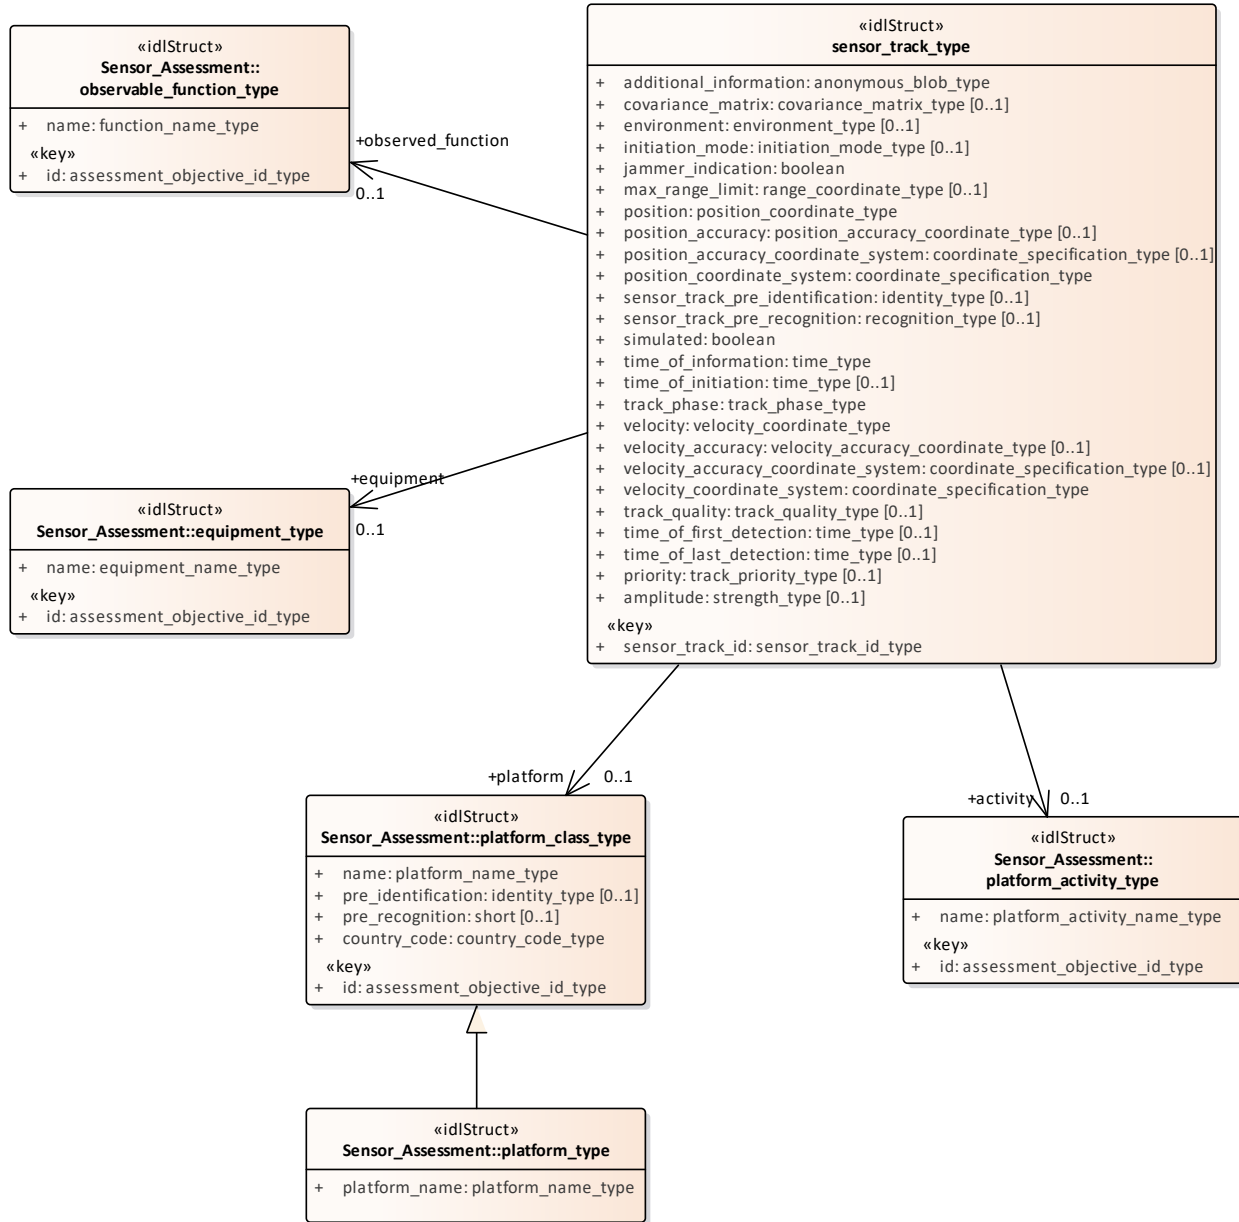 «idlStruct»
Sensor_Assessment::
observable_function_type
+ name: function_name_type
«key»
+ id: assessment_objective_id_type
+observed_function
0..1
«idlStruct»
sensor_track_type
+ additional_information: anonymous_blob_type
+ covariance_matrix: covariance_matrix_type [0..1]
+ environment: environment_type [0..1]
+ initiation_mode: initiation_mode_type [0..1]
+ jammer_indication: boolean
+ max_range_limit: range_coordinate_type [0..1]
+ position: position_coordinate_type
+ position_accuracy: position_accuracy_coordinate_type [0..1]
+ position_accuracy_coordinate_system: coordinate_specification_type [0..1]
+ position_coordinate_system: coordinate_specification_type
+ sensor_track_pre_identification: identity_type [0..1]
+ sensor_track_pre_recognition: recognition_type [0..1]
+ simulated: boolean
+ time_of_information: time_type
+ time_of_initiation: time_type [0..1]
+ track_phase: track_phase_type
+ velocity: velocity_coordinate_type
+ velocity_accuracy: velocity_accuracy_coordinate_type [0..1]
+ velocity_accuracy_coordinate_system: coordinate_specification_type [0..1]
+ velocity_coordinate_system: coordinate_specification_type
+ track_quality: track_quality_type [0..1]
+ time_of_first_detection: time_type [0..1]
+ time_of_last_detection: time_type [0..1]
+ priority: track_priority_type [0..1]
+ amplitude: strength_type [0..1]
«key»
+ sensor_track_id: sensor_track_id_type
+equipment
0..1
«idlStruct»
Sensor_Assessment::equipment_type
+ name: equipment_name_type
«key»
+ id: assessment_objective_id_type
+platform 0..1
«idlStruct»
Sensor_Assessment::platform_class_type
+ name: platform_name_type
+ pre_identification: identity_type [0..1]
+ pre_recognition: short [0..1]
+ country_code: country_code_type
«key»
+ id: assessment_objective_id_type
+activity 0..1
«idlStruct»
Sensor_Assessment::
platform_activity_type
+ name: platform_activity_name_type
«key»
+ id: assessment_objective_id_type
«idlStruct»
Sensor_Assessment::platform_type
+ platform_name: platform_name_type